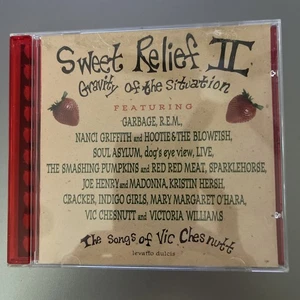 Sweet Relief II
Gravity of the Situation
FEATURING
GARBAGE, R.E.M.,
NANCI GRIFFITH and HOOTIE & THE BLOWFISH,
SOUL ASYLUM, dog's eye view, LIVE,
THE SMASHING PUMPKINS and RED RED MEAT, SPARKLEHORSE,
JOE HENRY and MADONNA, KRISTIN HERSH,
CRACKER, INDIGO GIRLS, MARY MARGARET O'HARA,
VIC CHESNUTT and VICTORIA WILLIAMS
The Songs of Vic Chesnutt
levarlo dulcis